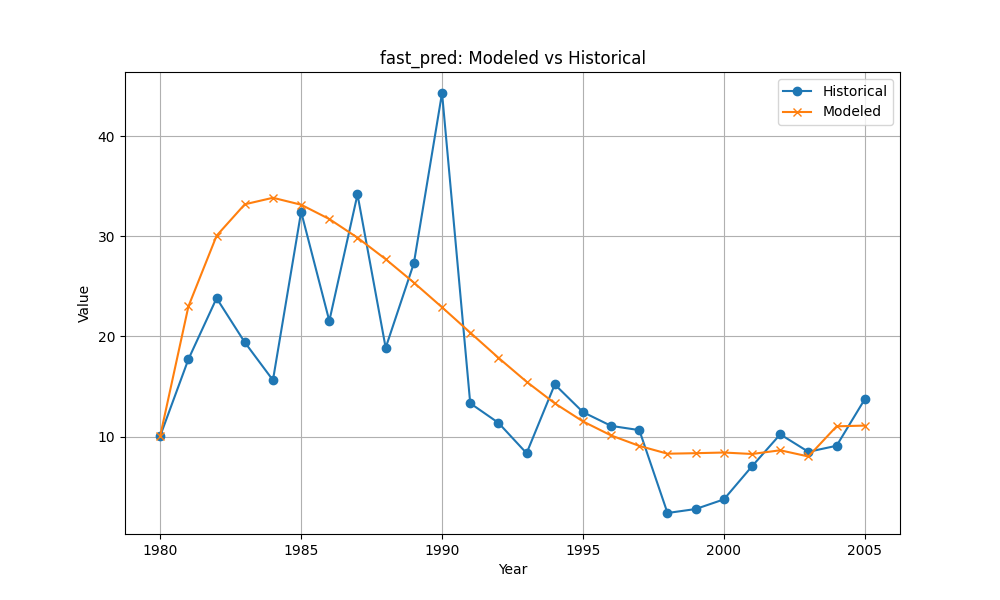 fast_pred: Modeled vs Historical
Historical
Modeled
Value
40
30
20
10
1980 1985 1990 1995 2000 2005
Year